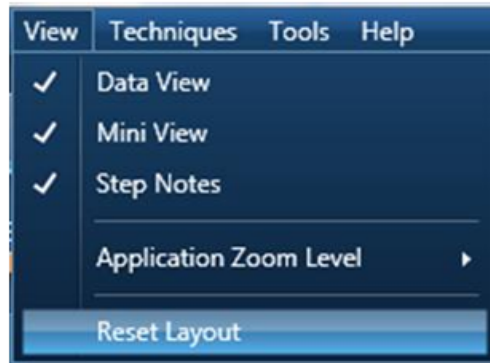 View Techniques Tools Help
Data View
Mini View
Step Notes
Application Zoom Level
Reset Layout